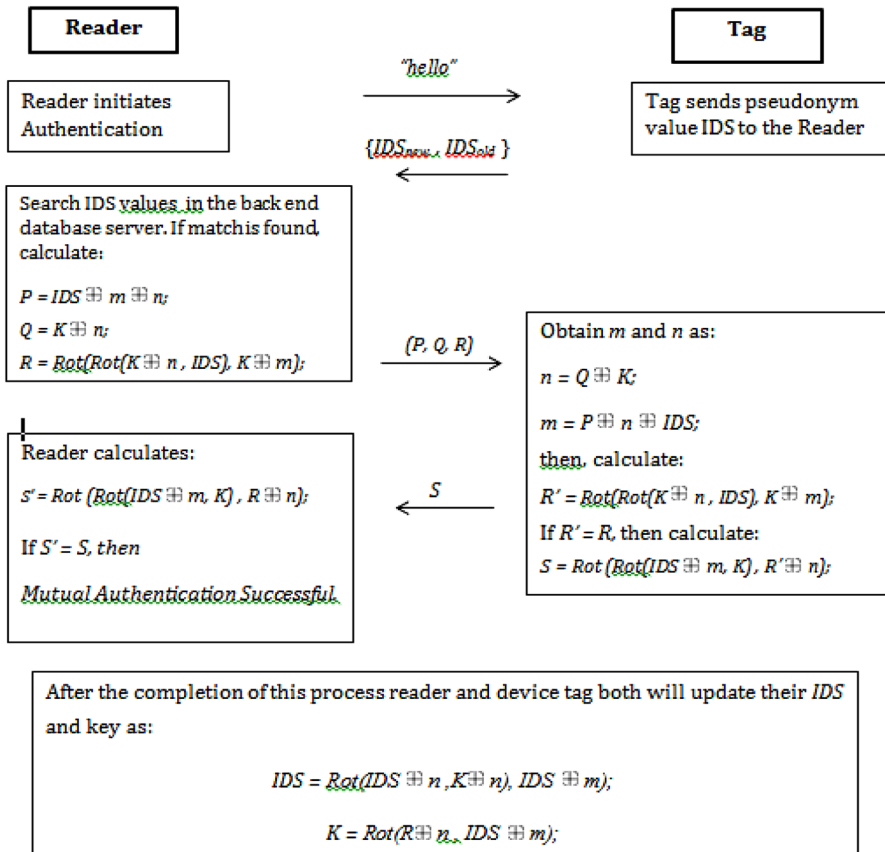 Reader
Tag
"hello"
Reader initiates
Authentication
Tag sends pseudonym
value IDS to the Reader
{IDSnew, IDSold }
Search IDS values in the back end
database server. If match is found,
calculate:
P = IDS ⊞ m ⊞ n;
Q = K ⊞ n;
R = Rot(Rot(K ⊞ n , IDS), K ⊞ m);
(P, Q, R)
Obtain m and n as:
n = Q ⊞ K;
m = P ⊞ n ⊞ IDS;
then, calculate:
R' = Rot(Rot(K ⊞ n , IDS), K ⊞ m);
If R' = R, then calculate:
S = Rot (Rot(IDS ⊞ m, K) , R' ⊞ n);
S
Reader calculates:
S' = Rot (Rot(IDS ⊞ m, K) , R ⊞ n);
If S' = S, then
Mutual Authentication Successful.
After the completion of this process reader and device tag both will update their IDS
and key as:
IDS = Rot(IDS ⊞ n ,K ⊞ n), IDS ⊞ m);
K = Rot(R ⊞ n , IDS ⊞ m);